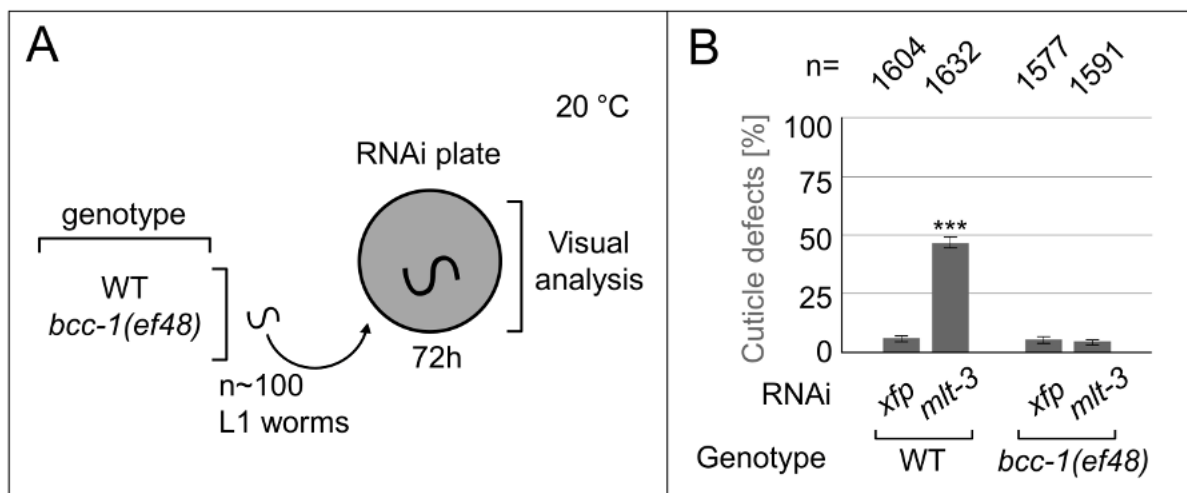 A
20 °C
RNAi plate
genotype
WT
bcc-1(ef48)
Visual
analysis
72h
n~100
L1 worms
B
n= 1604 1632 1577 1591
Cuticle defects [%]
100
75
50
25
0
***
RNAi xfp mlt-3 xfp mlt-3
Genotype WT bcc-1(ef48)